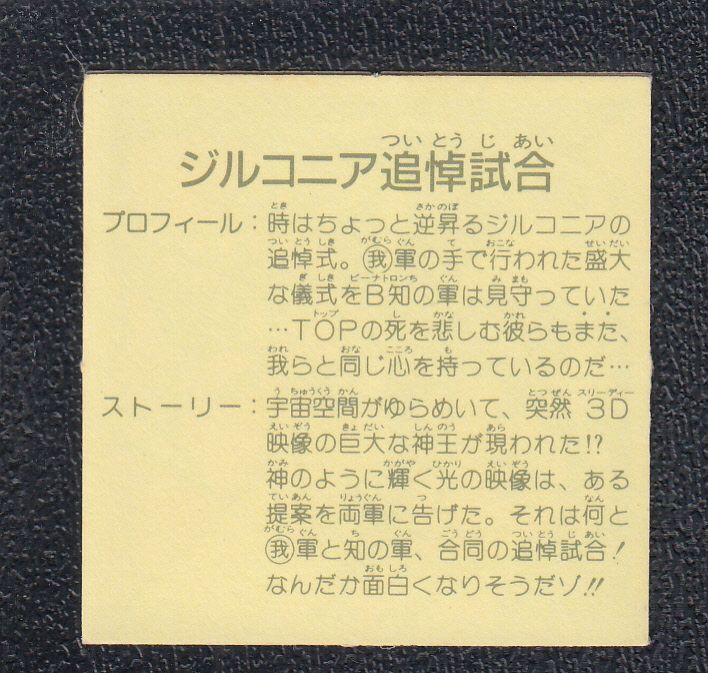 ジルコニア追悼試合
プロフィール：時はちょっと逆昇るジルコニアの
追悼式。我軍の手で行われた盛大
な儀式をB知の軍は見守っていた
…TOPの死を悲しむ彼らもまた、
我らと同じ心を持っているのだ…
ストーリー：宇宙空間がゆらめいて、突然3D
映像の巨大な神王が現われた!?
神のように輝く光の映像は、ある
提案を両軍に告げた。それは何と
我軍と知の軍、合同の追悼試合！
なんだか面白くなりそうだゾ!!